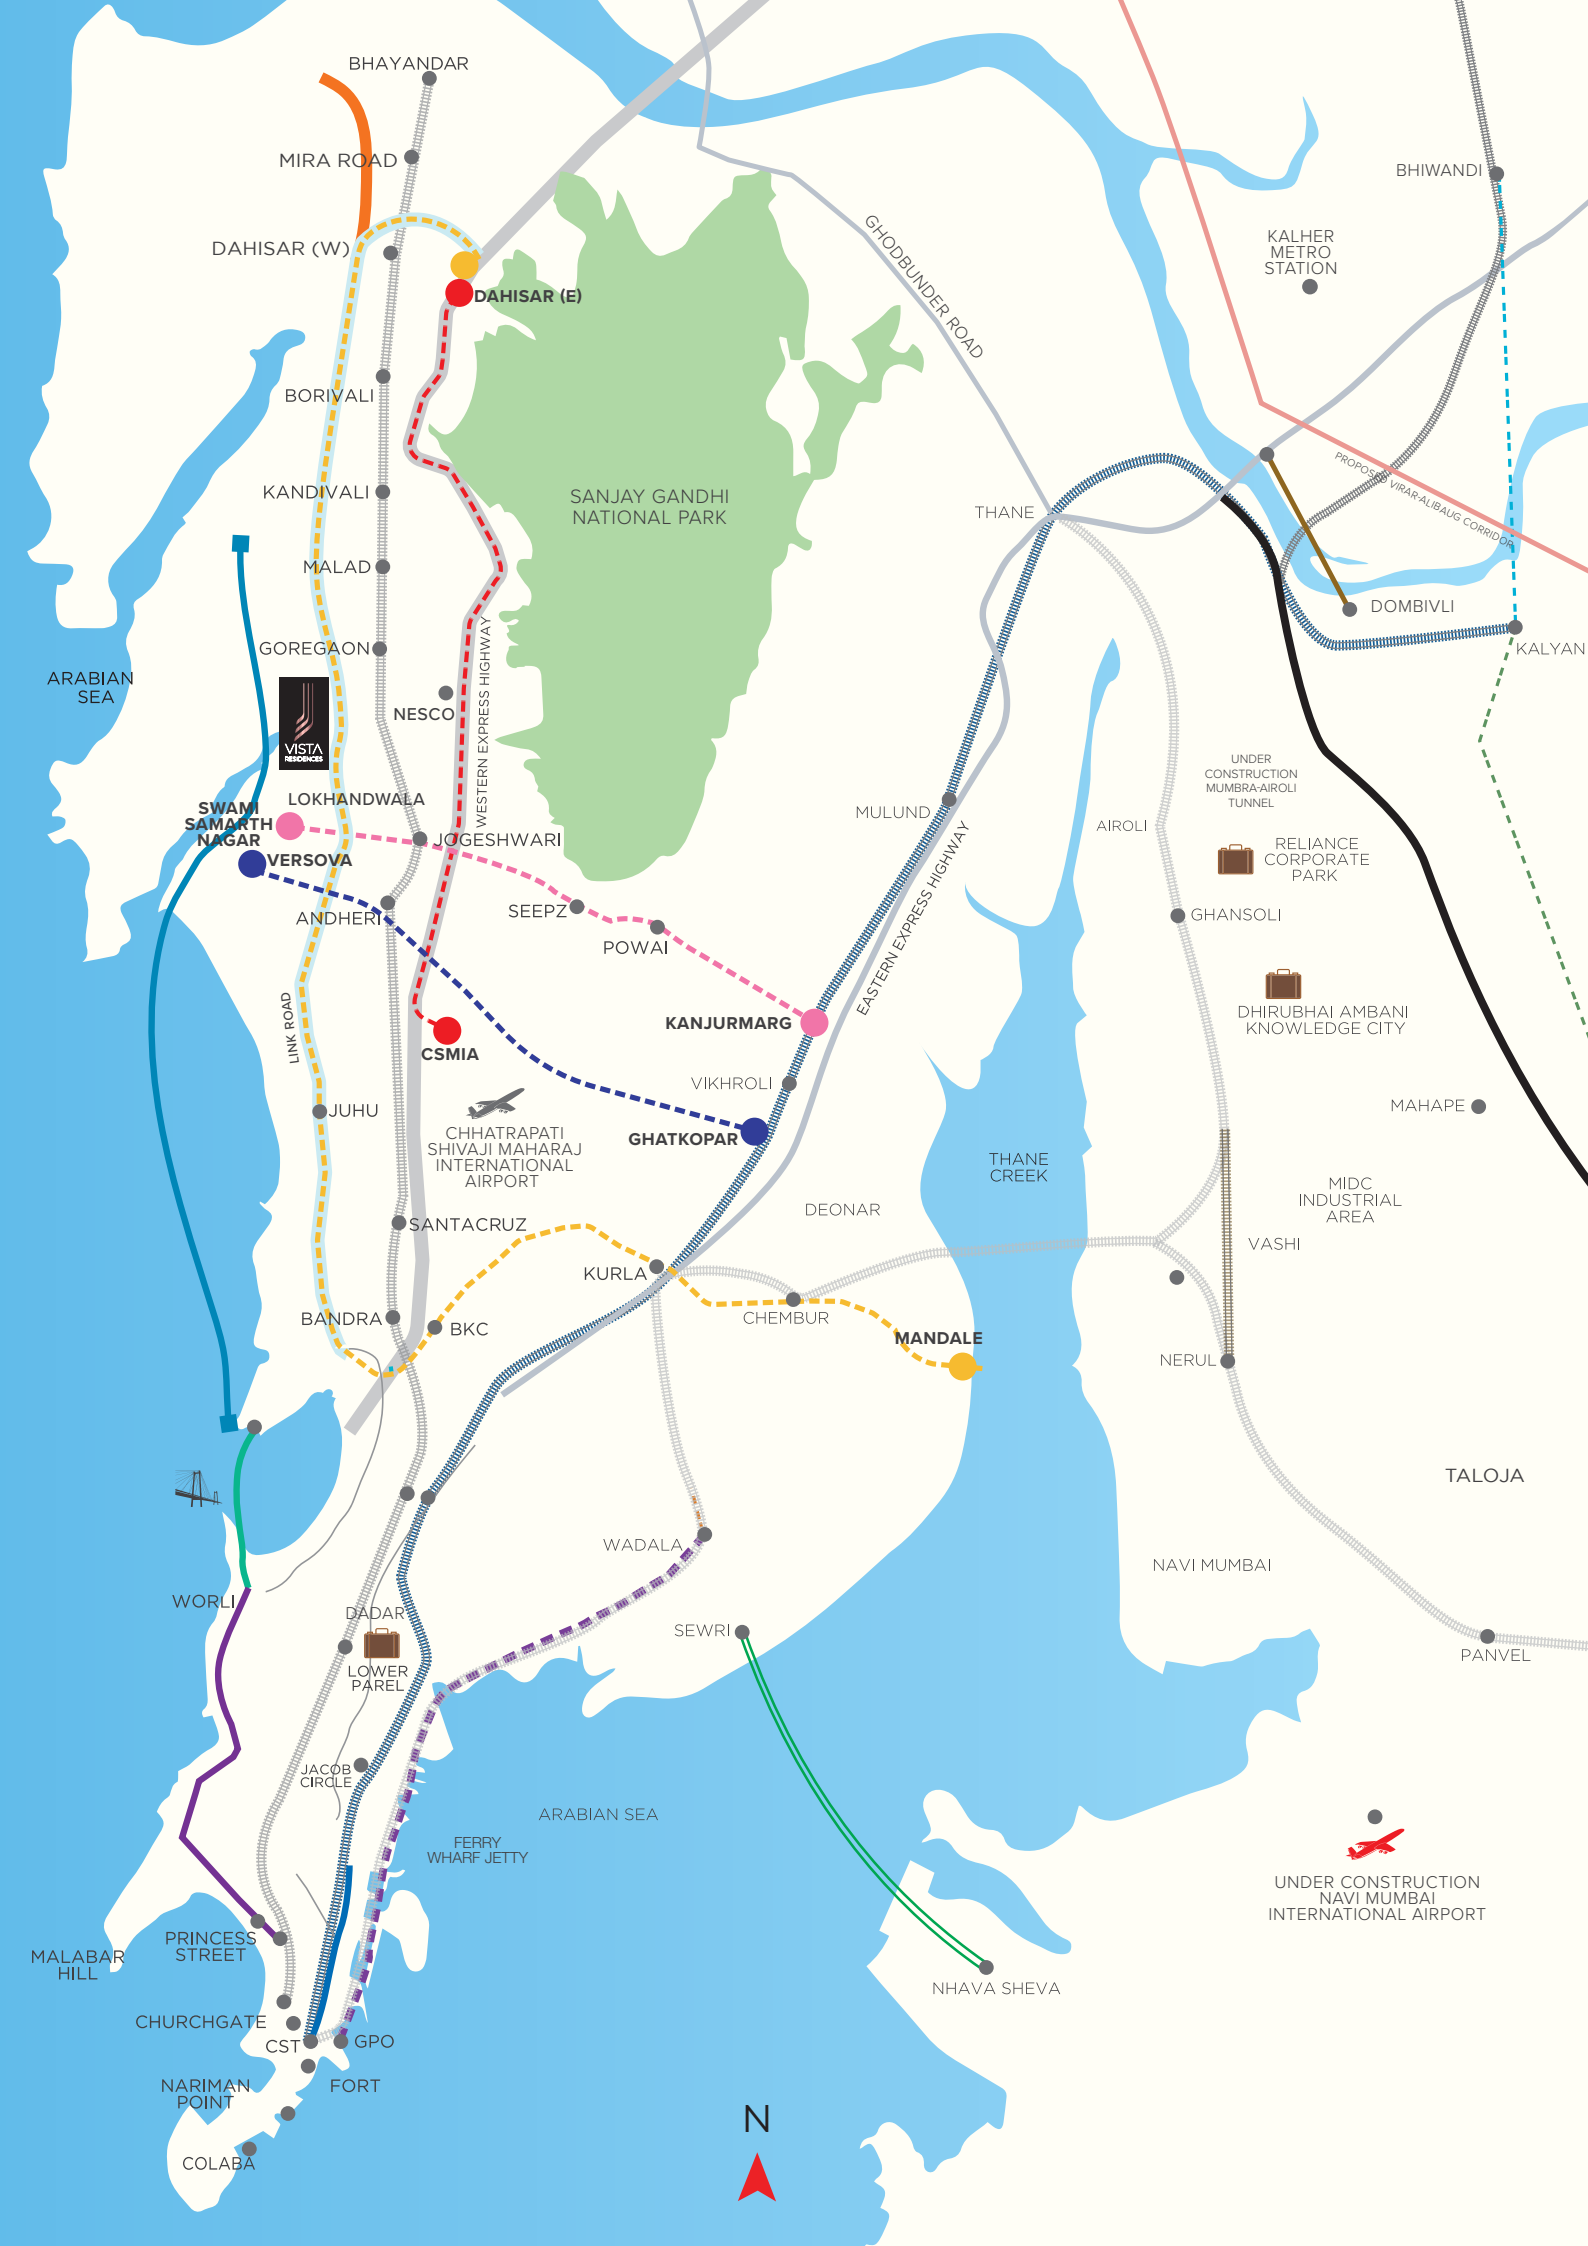 BHAYANDAR
MIRA ROAD
BHIWANDI
DAHISAR (W)
GHODBUNDER ROAD
KALHER
METRO
STATION
DAHISAR (E)
BORIVALI
PROPOSED VIRAR-ALIBAUG CORRIDOR
KANDIVALI
SANJAY GANDHI
NATIONAL PARK
THANE
MALAD
DOMBIVLI
GOREGAON
KALYAN
ARABIAN
SEA
NESCO
WESTERN EXPRESS HIGHWAY
VISTA
RESIDENCES
UNDER
CONSTRUCTION
MUMBRA-AIROLI
TUNNEL
LOKHANDWALA
SWAMI
SAMARTH
NAGAR
MULUND
AIROLI
JOGESHWARI
VERSOVA
RELIANCE
CORPORATE
PARK
EASTERN EXPRESS HIGHWAY
ANDHERI
SEEPZ
GHANSOLI
POWAI
LINK ROAD
KANJURMARG
DHIRUBHAI AMBANI
KNOWLEDGE CITY
CSMIA
VIKHROLI
JUHU
MAHAPE
CHHATRAPATI
SHIVAJI MAHARAJ
INTERNATIONAL
AIRPORT
GHATKOPAR
THANE
CREEK
MIDC
INDUSTRIAL
AREA
DEONAR
SANTACRUZ
VASHI
KURLA
BANDRA
BKC
CHEMBUR
MANDALE
NERUL
TALOJA
WADALA
NAVI MUMBAI
WORLI
DADAR
SEWRI
LOWER
PAREL
PANVEL
JACOB
CIRCLE
ARABIAN SEA
FERRY
WHARF JETTY
UNDER CONSTRUCTION
NAVI MUMBAI
INTERNATIONAL AIRPORT
PRINCESS
STREET
MALABAR
HILL
NHAVA SHEVA
CHURCHGATE
CST
GPO
NARIMAN
POINT
FORT
N
COLABA